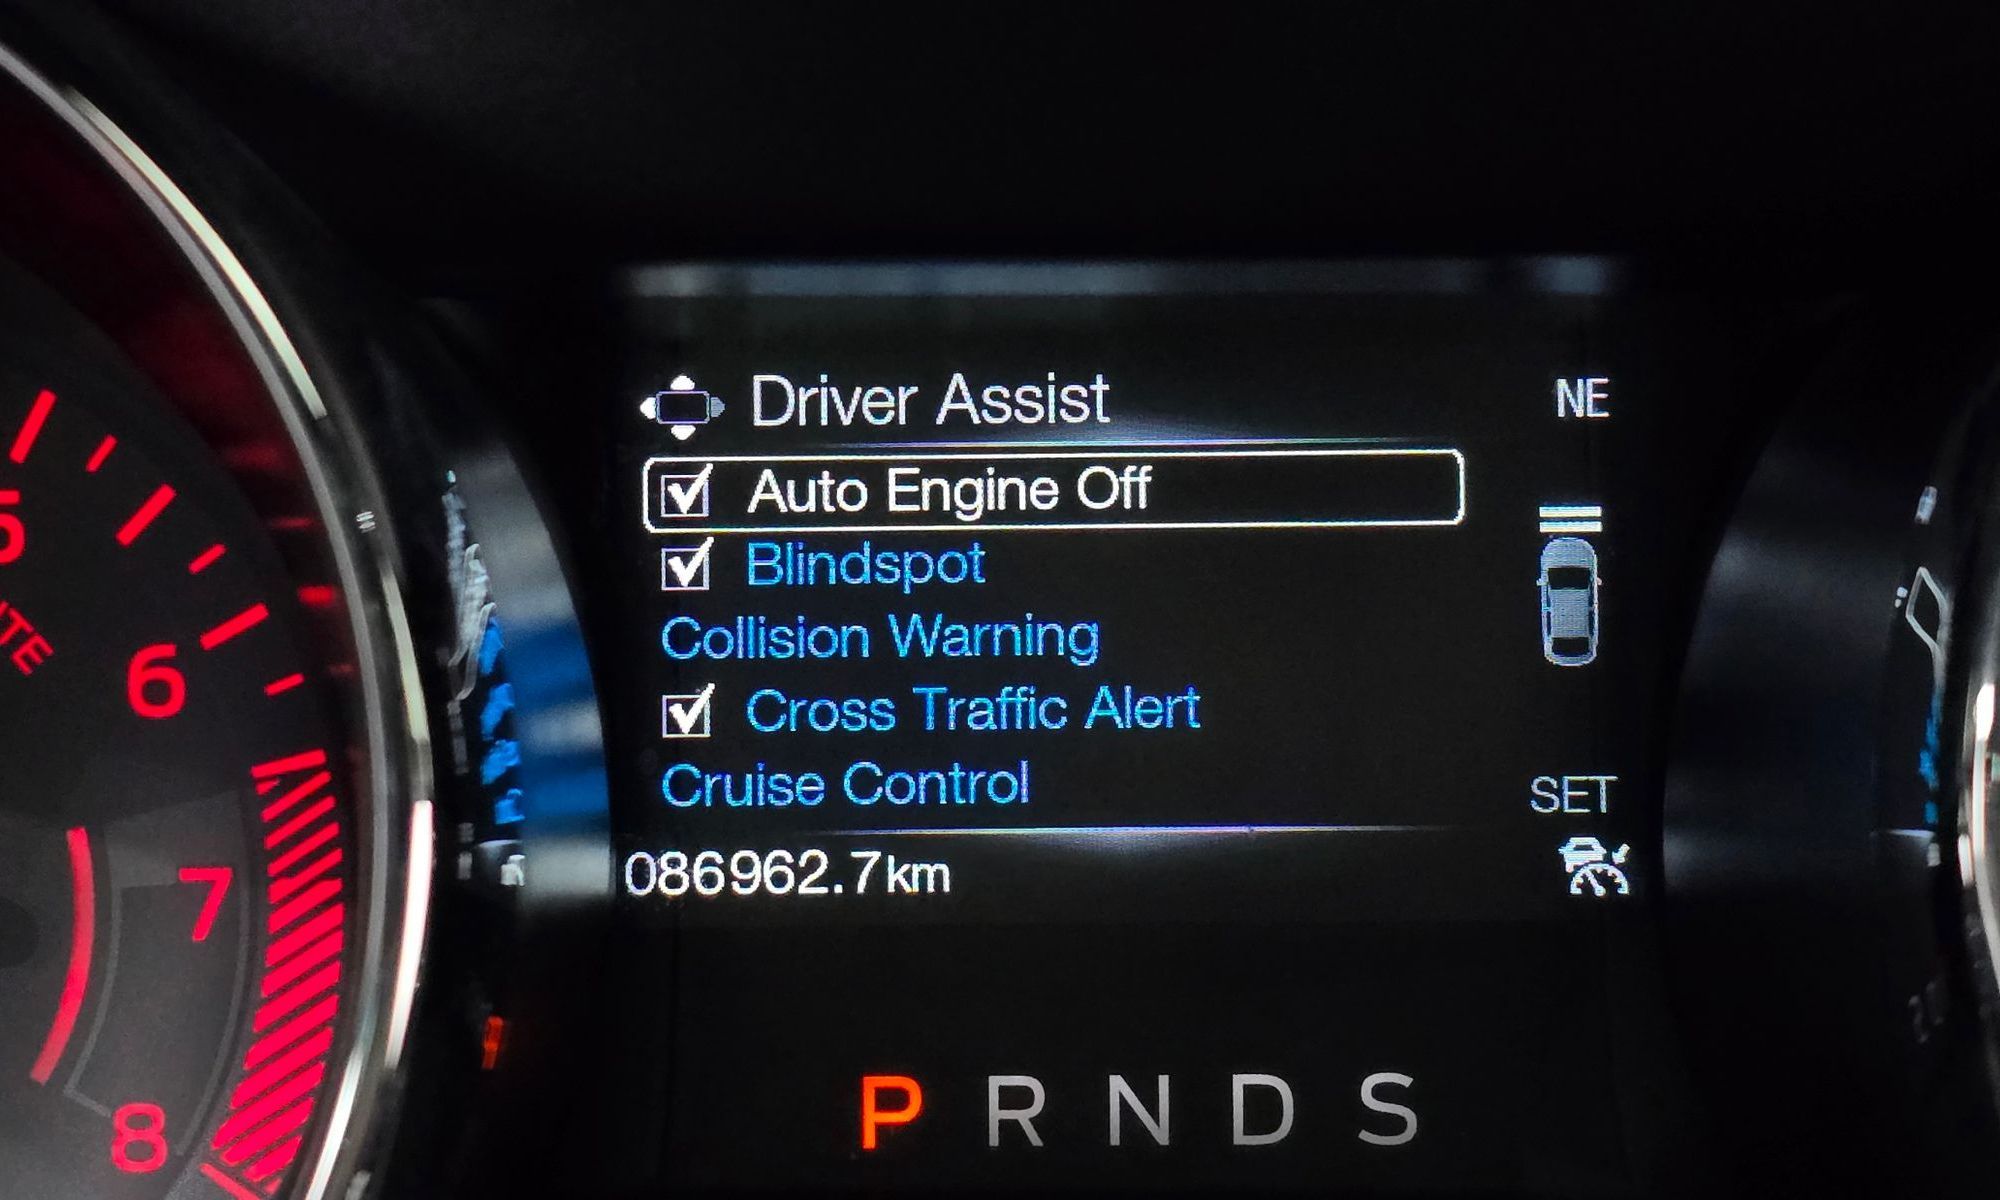 Driver Assist NE
Auto Engine Off
Blindspot
Collision Warning
Cross Traffic Alert
Cruise Control
SET
086962.7km
P R N D S
5
6
7
8